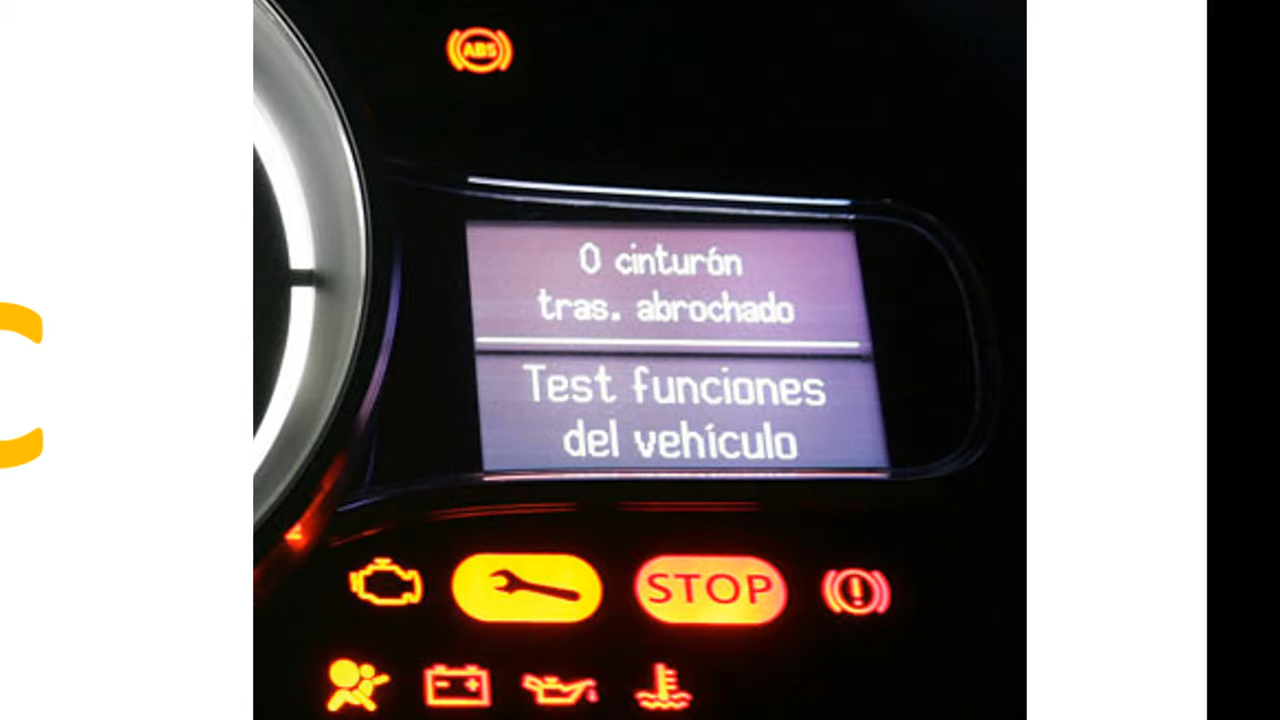 ABS
0 cinturón
tras. abrochado
Test funciones
del vehículo
STOP